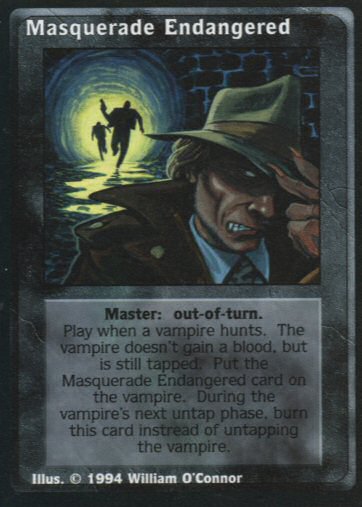 Masquerade Endangered
Master: out-of-turn.
Play when a vampire hunts. The
vampire doesn't gain a blood, but
is still tapped. Put the
Masquerade Endangered card on
the vampire. During the
vampire's next untap phase, burn
this card instread of untapping
the vampire.
Illus. © 1994 William O'Connor